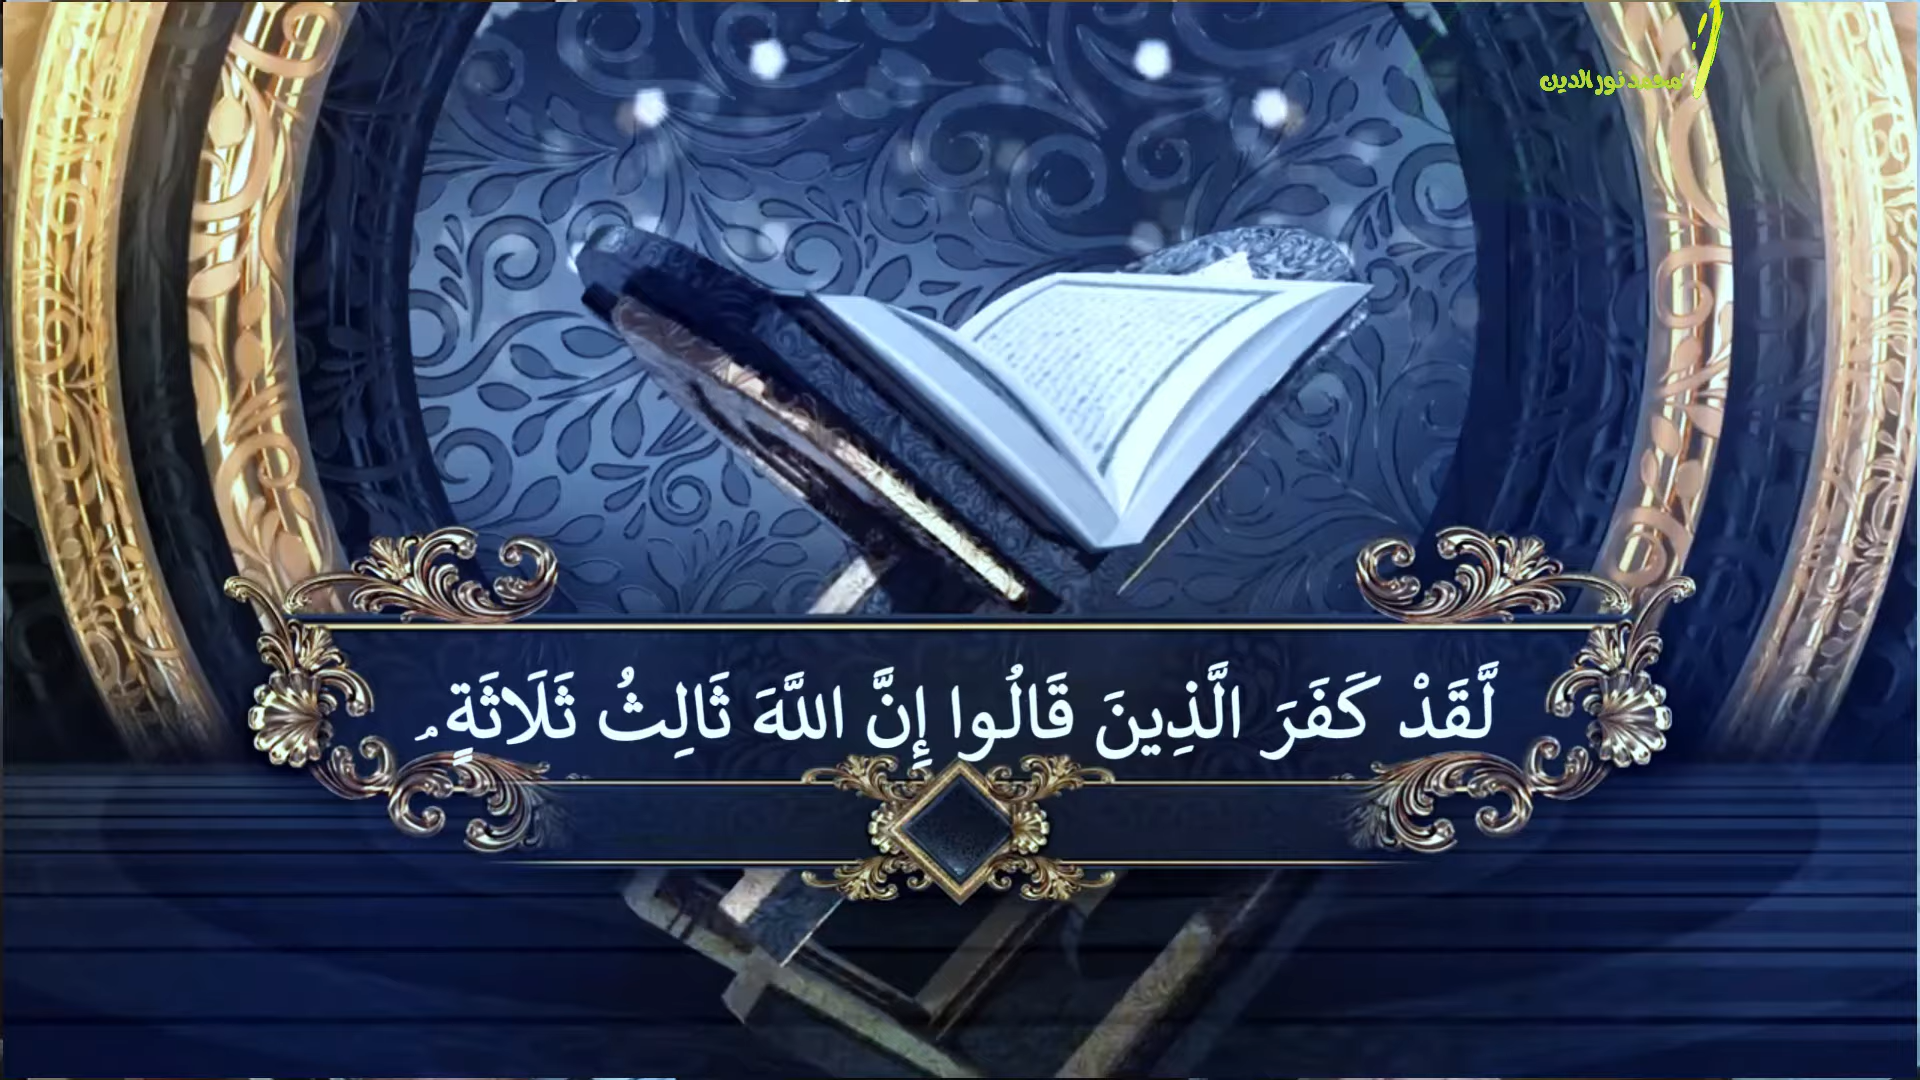 محمد نور الدين
لَّقَدْ كَفَرَ الَّذِينَ قَالُوا إِنَّ اللَّهَ ثَالِثُ ثَلَاثَةٍ ۘ